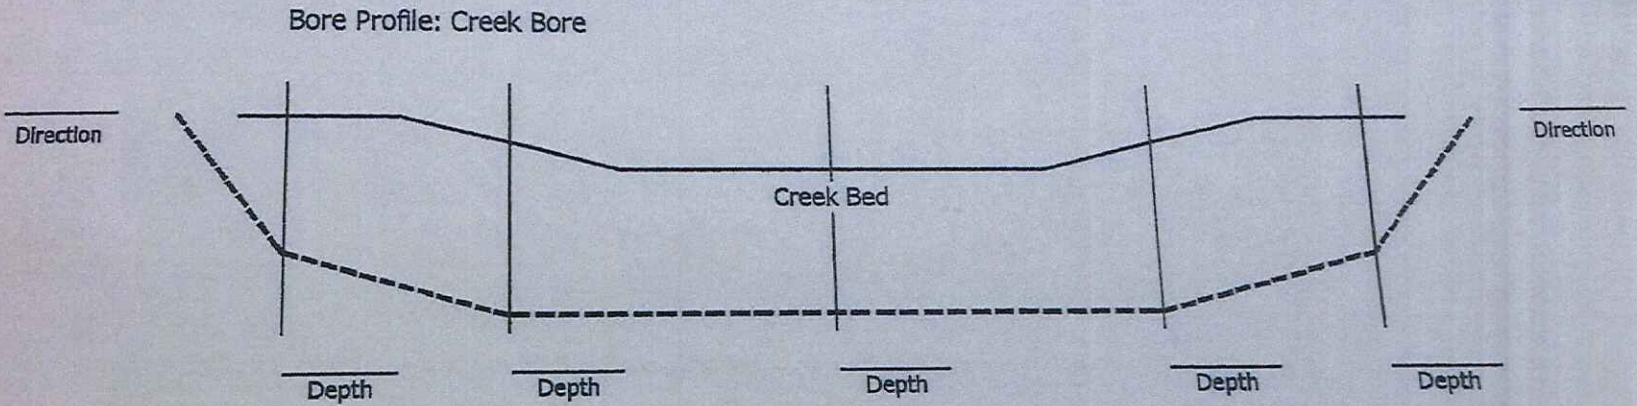 Bore Profile: Creek Bore
Direction
Direction
Creek Bed
Depth
Depth
Depth
Depth
Depth